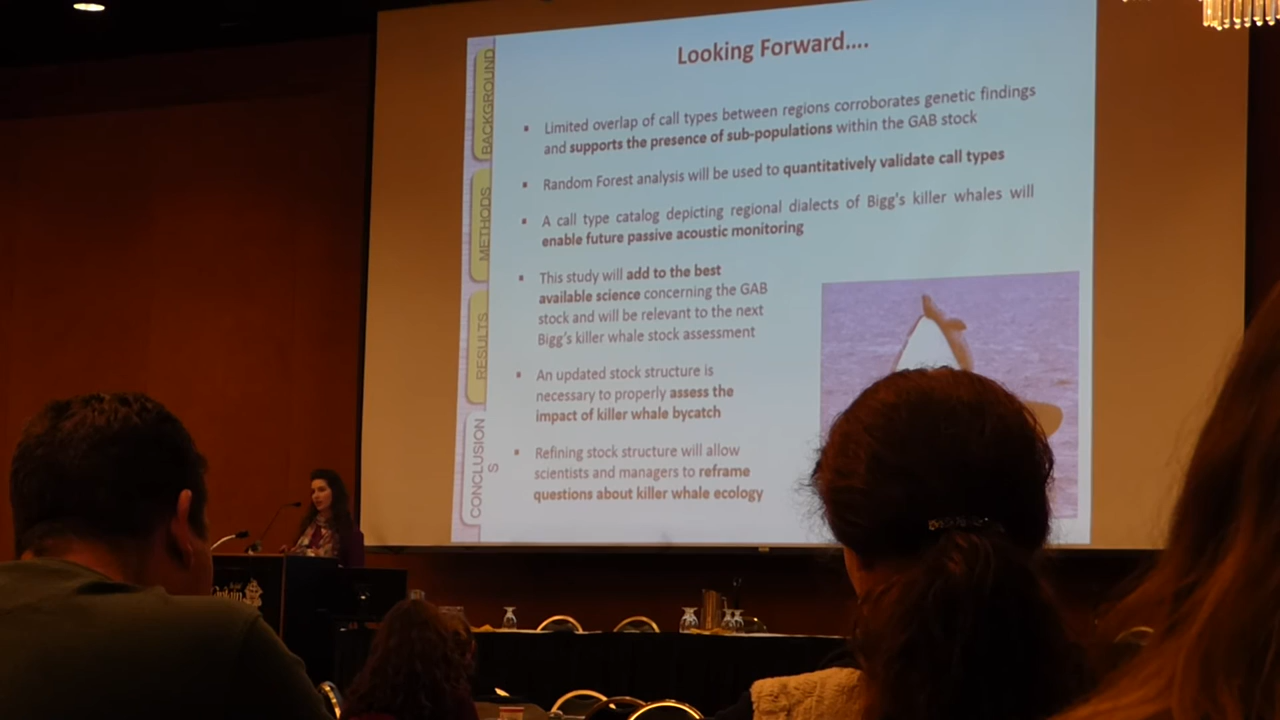 Looking Forward....
BACKGROUND
METHODS
RESULTS
CONCLUSION
S
▪ Limited overlap of call types between regions corroborates genetic findings
and supports the presence of sub-populations within the GAB stock
▪ Random Forest analysis will be used to quantitatively validate call types
▪ A call type catalog depicting regional dialects of Bigg's killer whales will
enable future passive acoustic monitoring
▪ This study will add to the best
available science concerning the GAB
stock and will be relevant to the next
Bigg's killer whale stock assessment
▪ An updated stock structure is
necessary to properly assess the
impact of killer whale bycatch
▪ Refining stock structure will allow
scientists and managers to reframe
questions about killer whale ecology
Captain